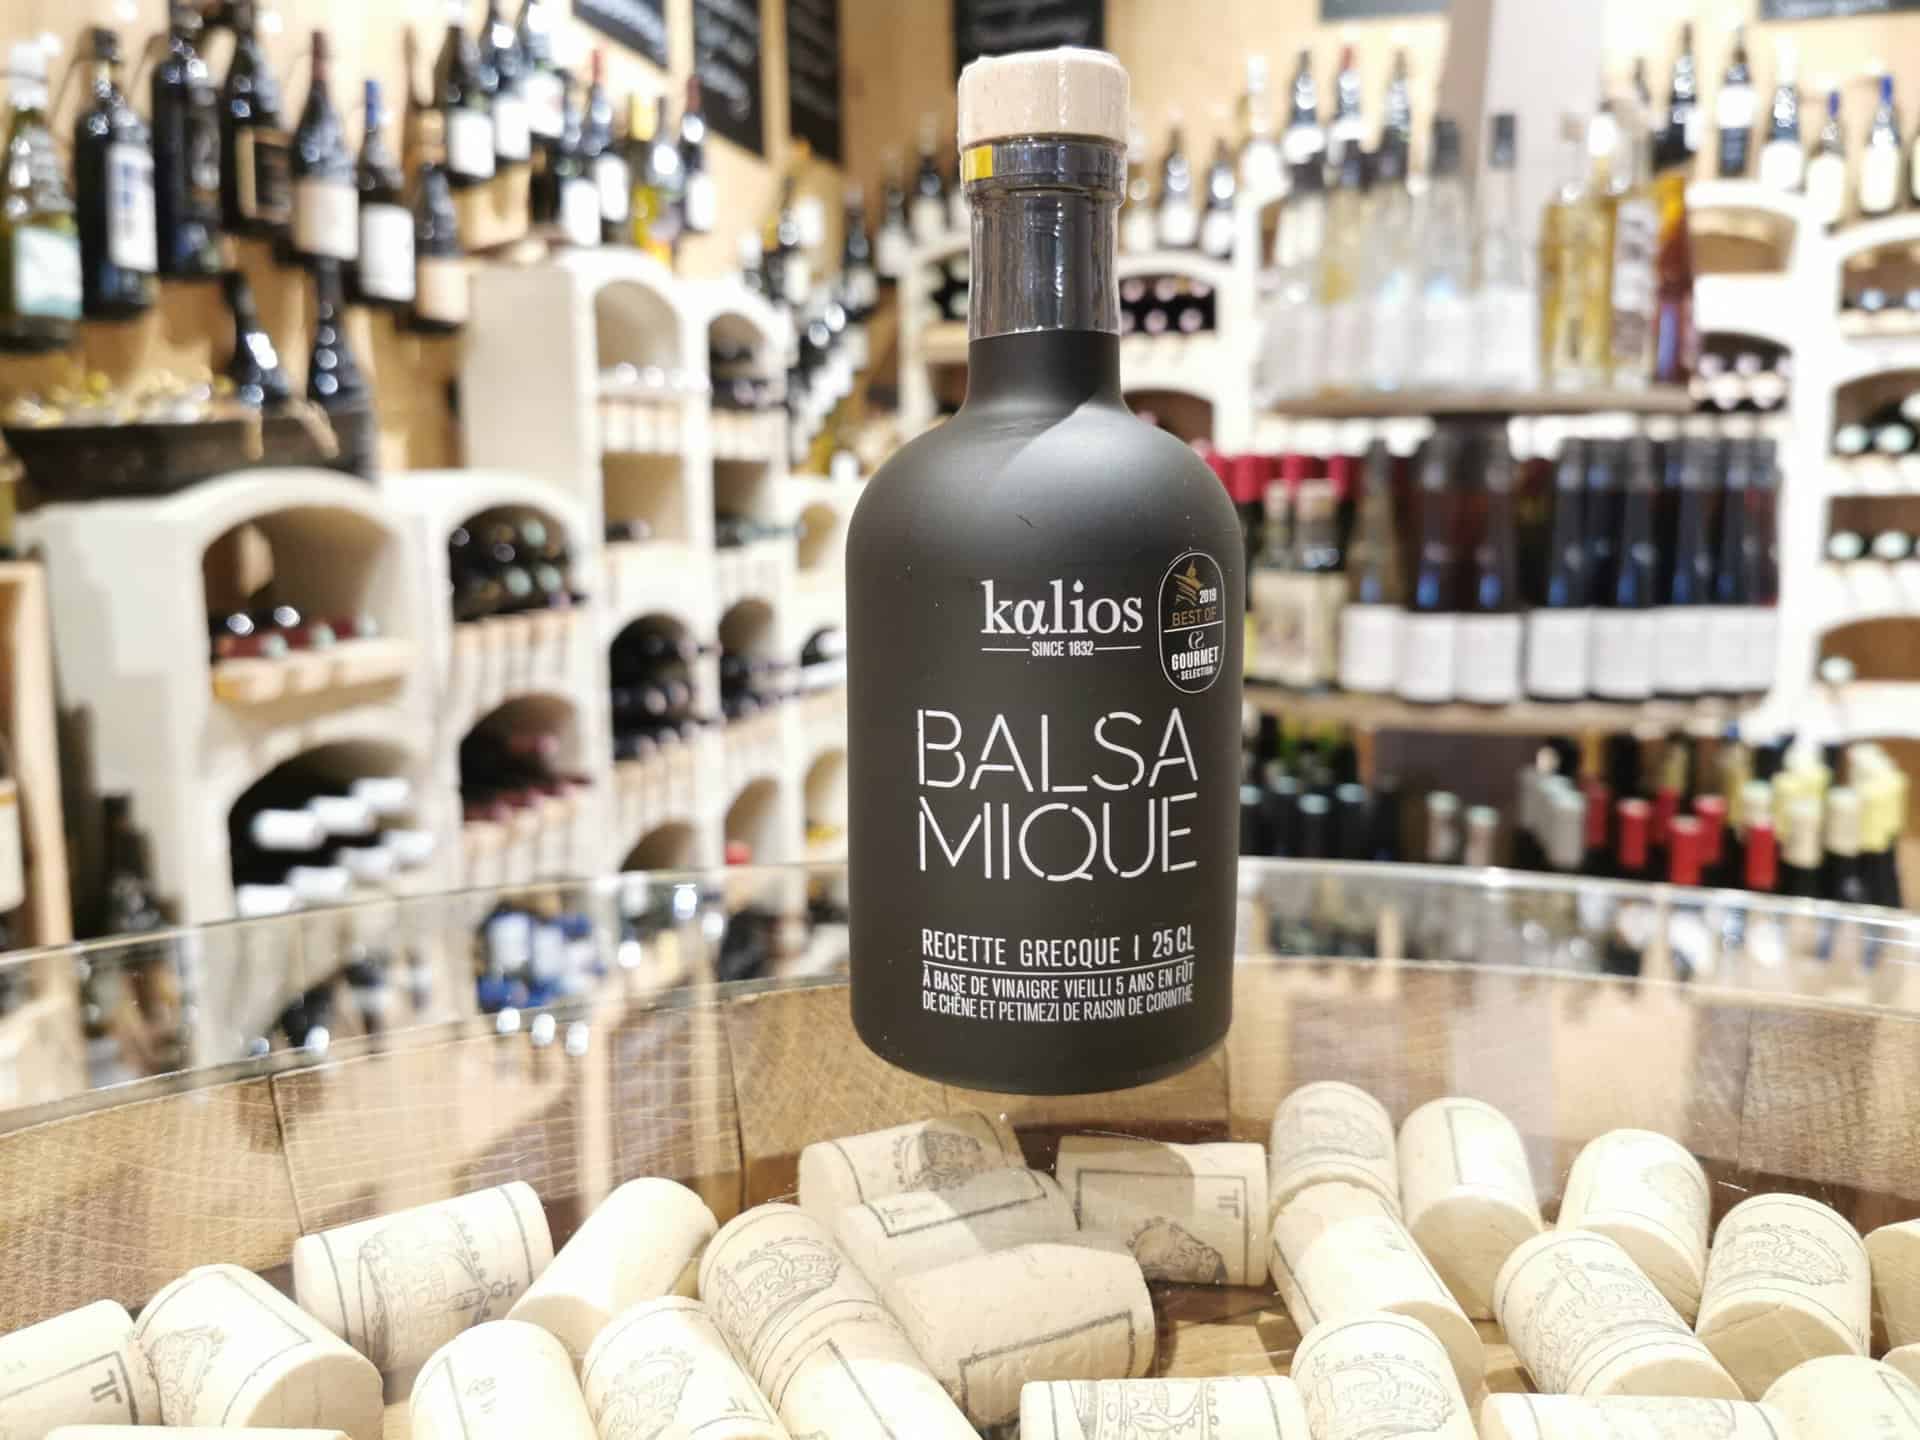 kalios
SINCE 1832
2019
BEST OF
GOURMET
SELECTION
BALSA
MIQUE
RECETTE GRECQUE | 25 CL
À BASE DE VINAIGRE VIEILLI 5 ANS EN FÛT
DE CHÊNE ET PETIMEZI DE RAISIN DE CORINTHE